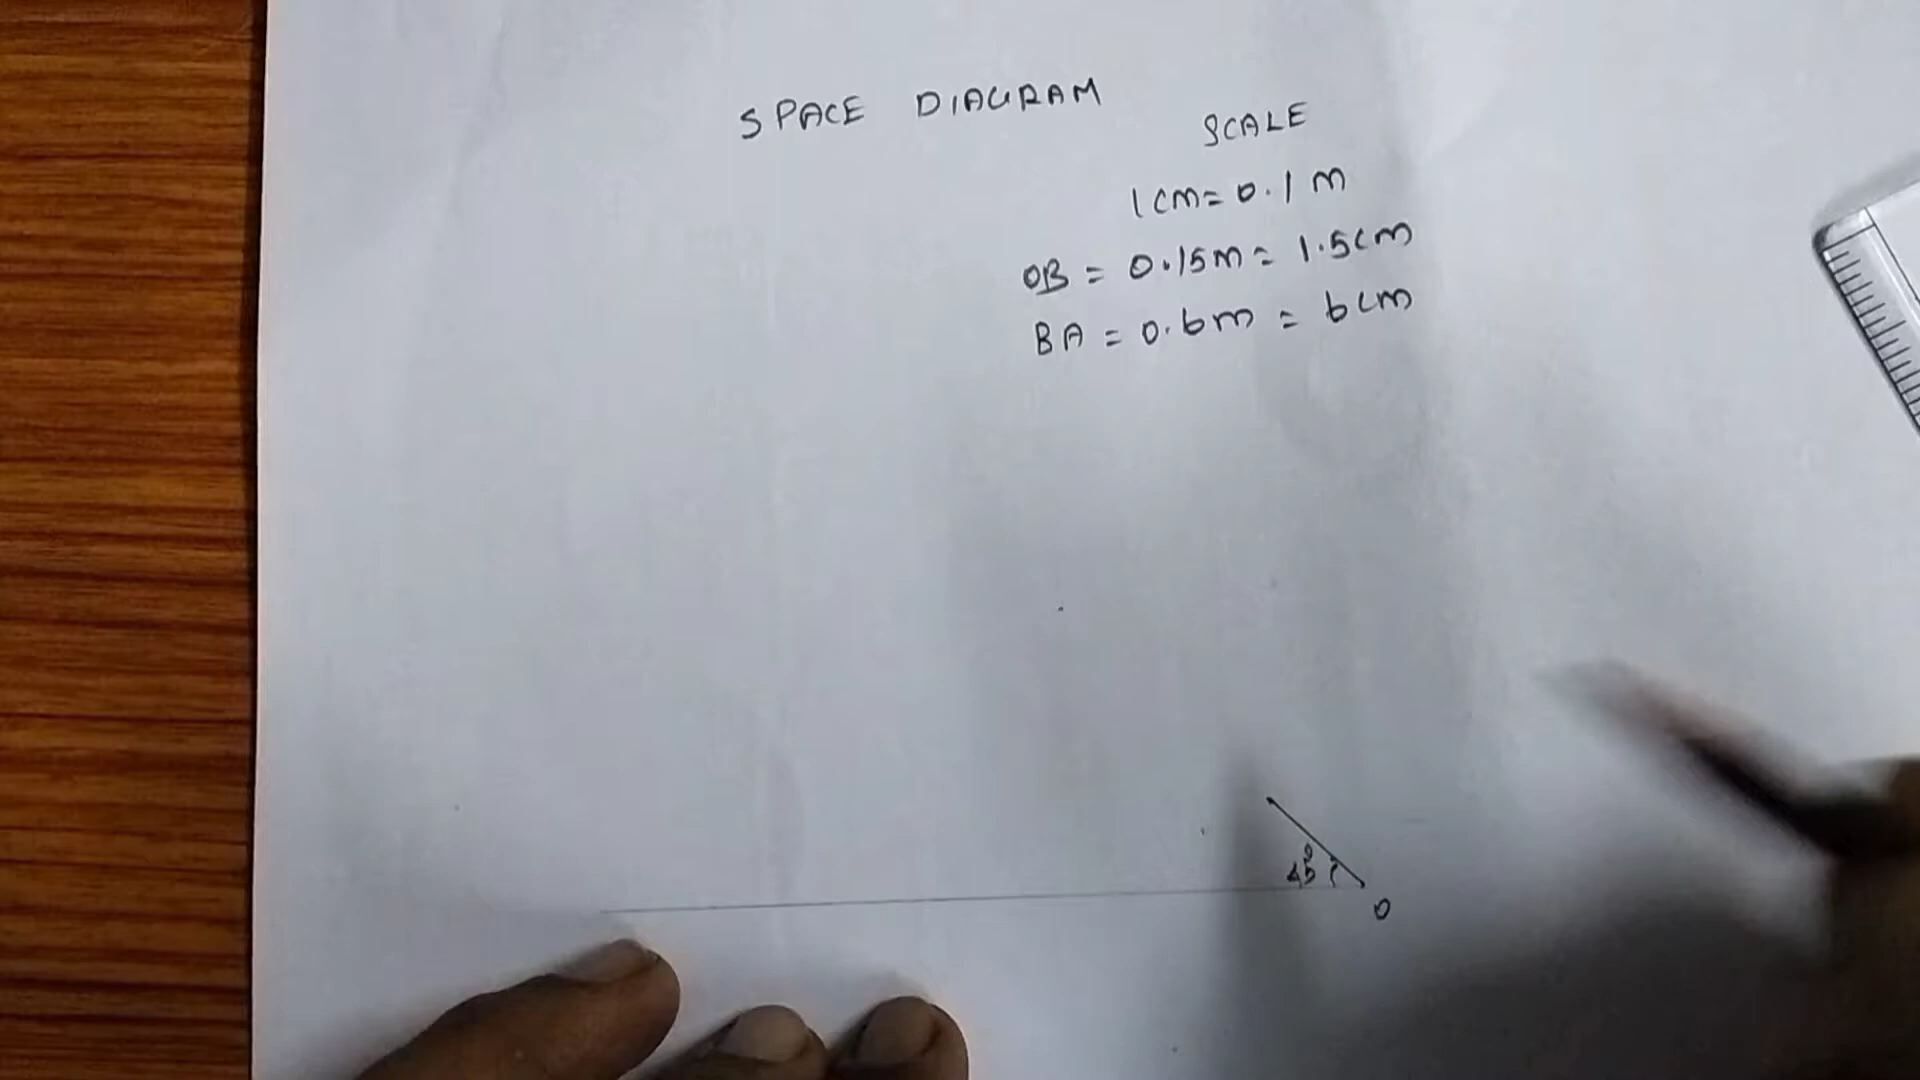 SPACE DIAGRAM
SCALE
1cm = 0.1 m
OB = 0.15m = 1.5cm
BA = 0.6m = 6cm
45°
O